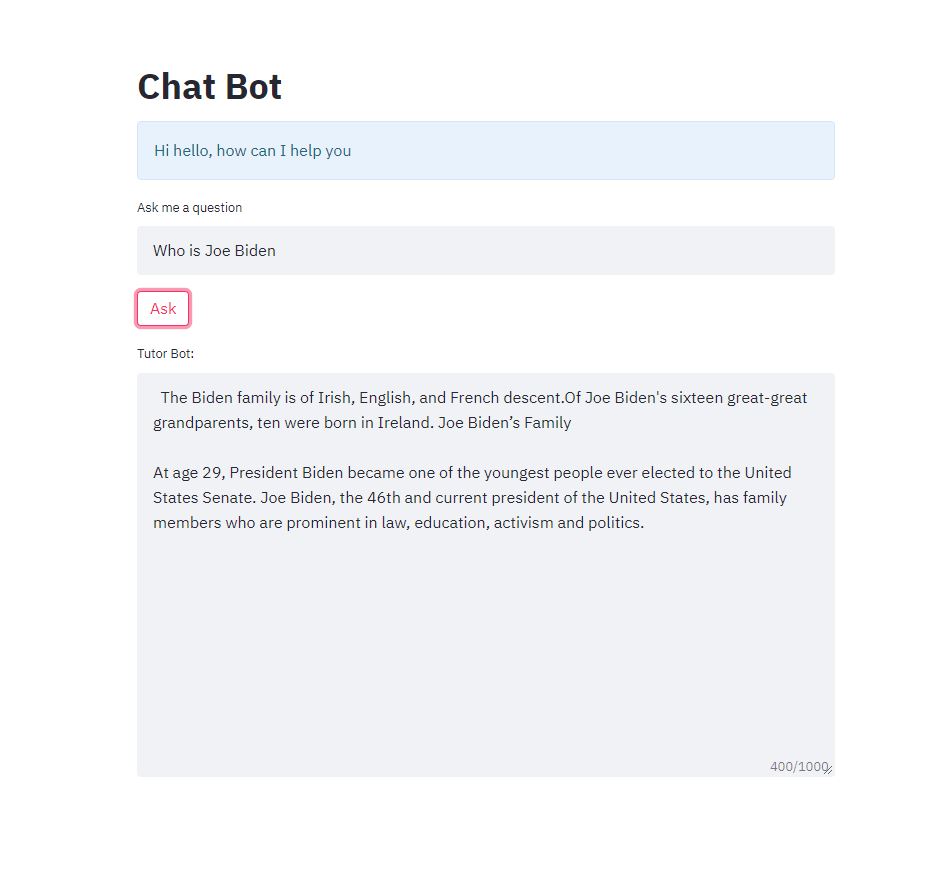 Chat Bot
Hi hello, how can I help you
Ask me a question
Who is Joe Biden
Ask
Tutor Bot:
The Biden family is of Irish, English, and French descent.Of Joe Biden's sixteen great-great
grandparents, ten were born in Ireland. Joe Biden’s Family
At age 29, President Biden became one of the youngest people ever elected to the United
States Senate. Joe Biden, the 46th and current president of the United States, has family
members who are prominent in law, education, activism and politics.
400/1000